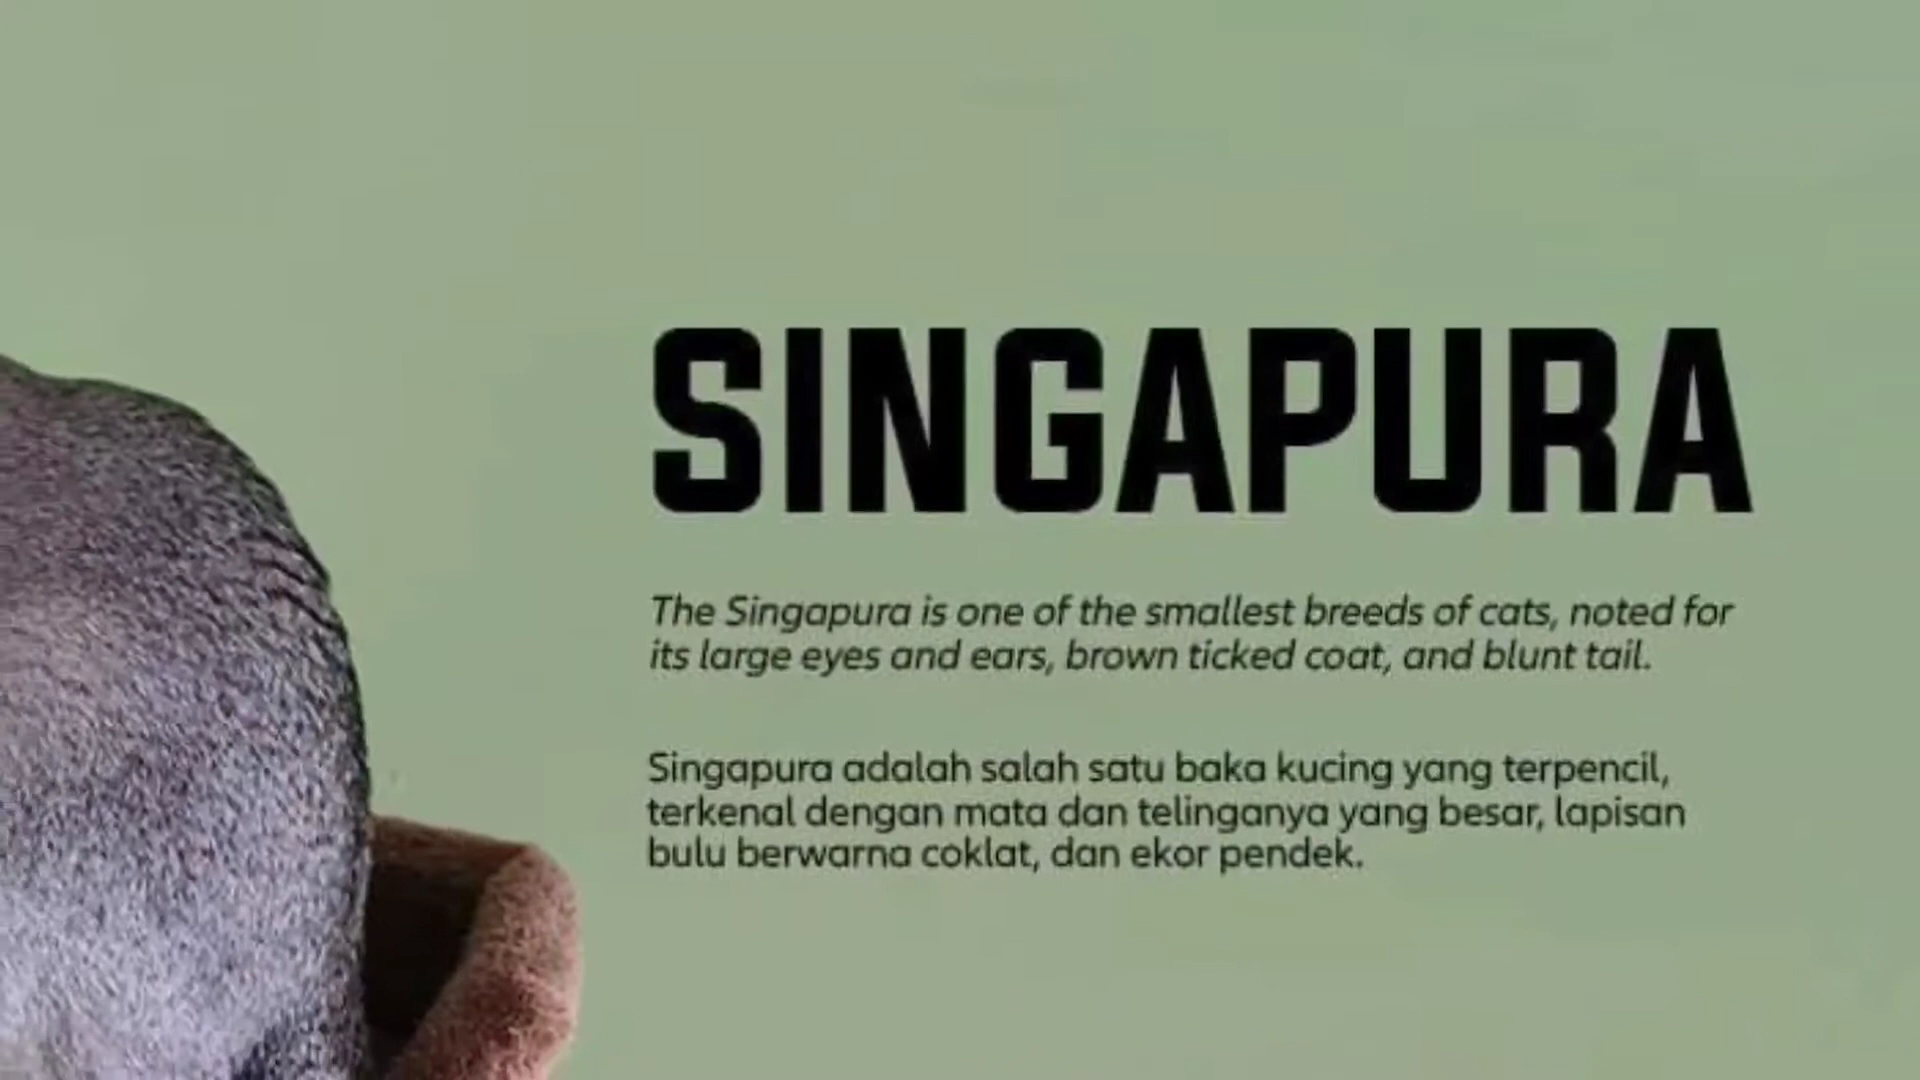 SINGAPURA
The Singapura is one of the smallest breeds of cats, noted for
its large eyes and ears, brown ticked coat, and blunt tail.
Singapura adalah salah satu baka kucing yang terpencil,
terkenal dengan mata dan telinganya yang besar, lapisan
bulu berwarna coklat, dan ekor pendek.